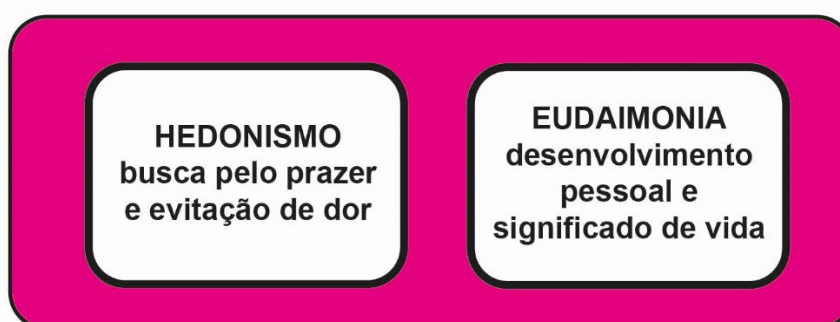 HEDONISMO
busca pelo prazer
e evitação de dor
EUDAIMONIA
desenvolvimento
pessoal e
significado de vida